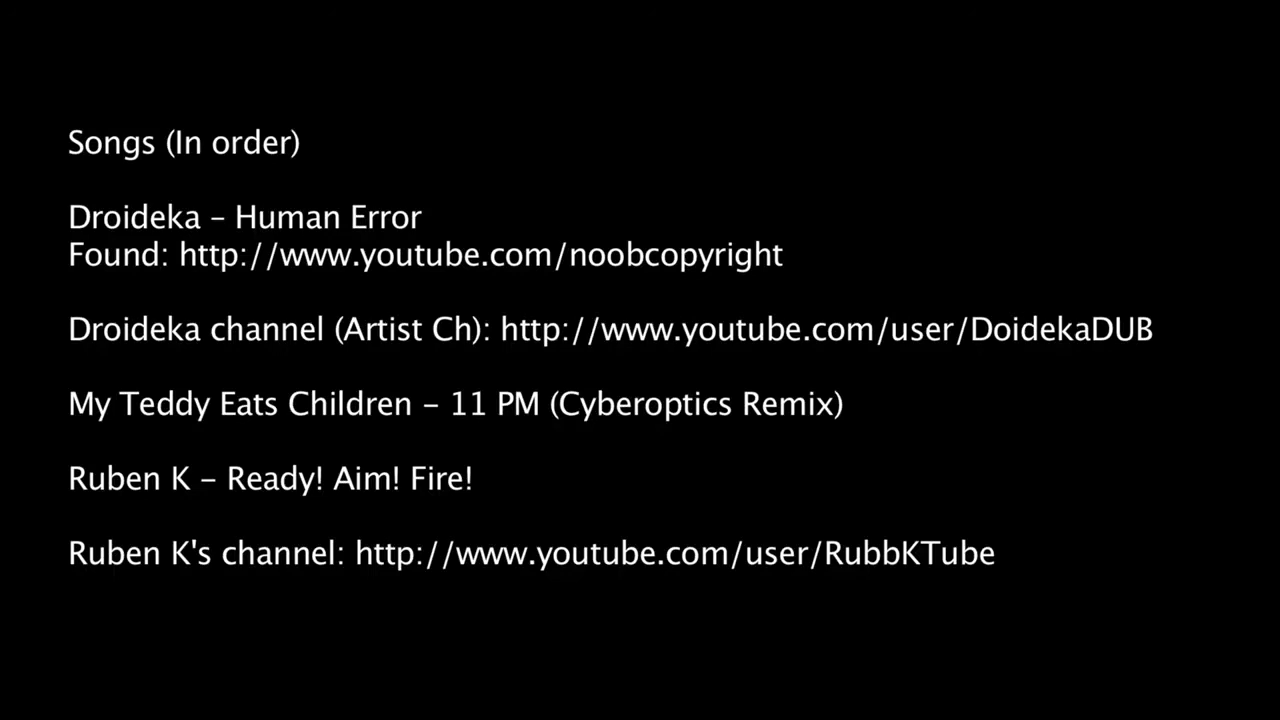 Songs (In order)
Droideka – Human Error
Found: http://www.youtube.com/noobcopyright
Droideka channel (Artist Ch): http://www.youtube.com/user/DoidekaDUB
My Teddy Eats Children – 11 PM (Cyberoptics Remix)
Ruben K – Ready! Aim! Fire!
Ruben K's channel: http://www.youtube.com/user/RubbKTube